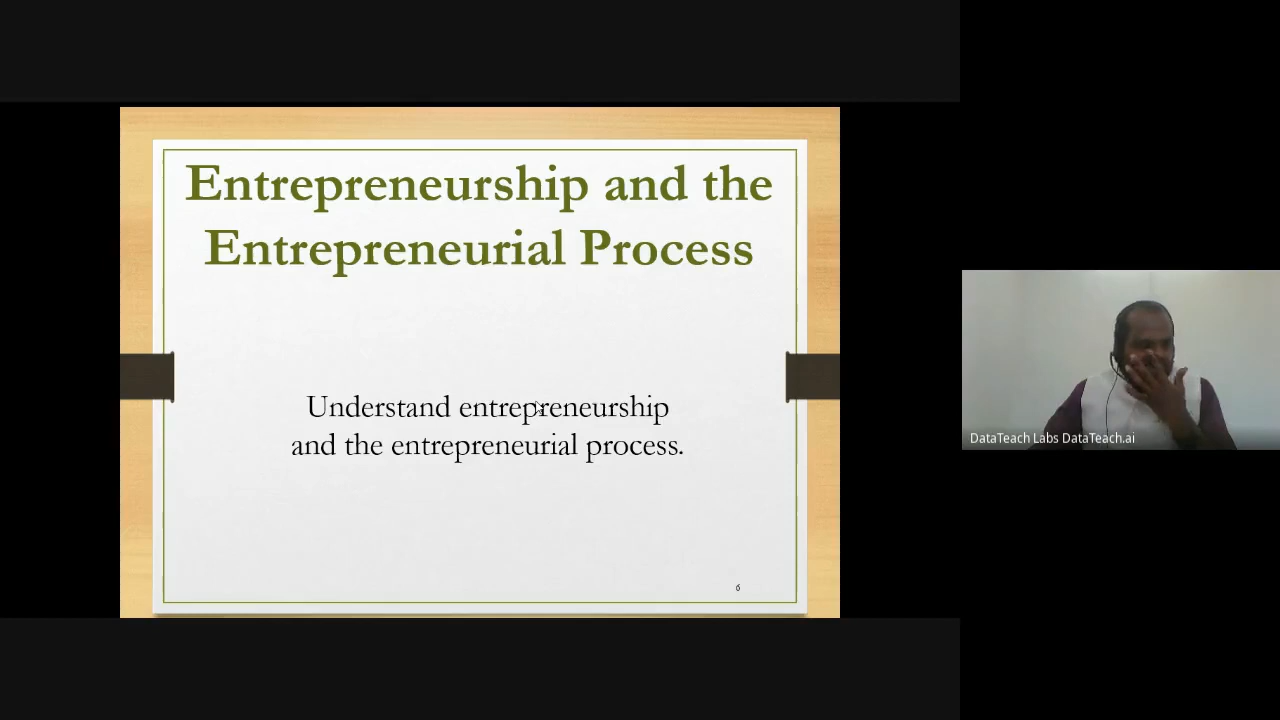 Entrepreneurship and the
Entrepreneurial Process
Understand entrepreneurship
and the entrepreneurial process.
6
DataTeach Labs DataTeach.ai